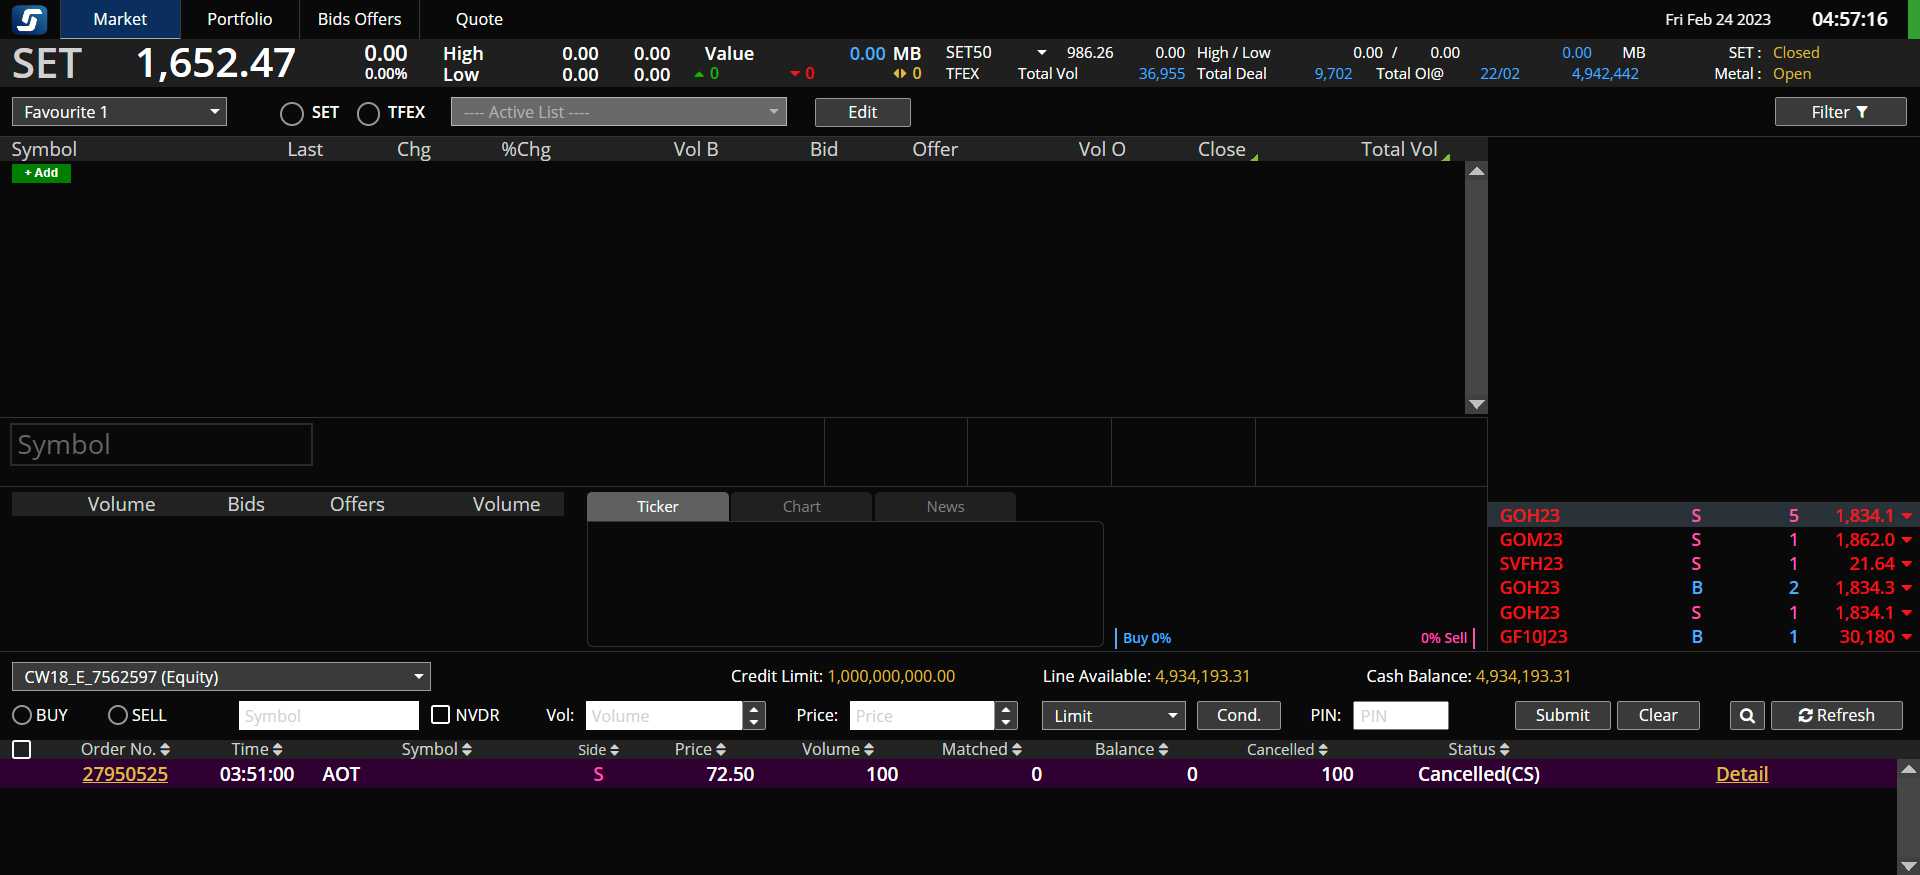 Market Portfolio Bids Offers Quote Fri Feb 24 2023 04:57:16
SET 1,652.47 0.00 0.00% High 0.00 0.00 Value 0.00 MB SET50 986.26 0.00 High / Low 0.00 / 0.00 0.00 MB SET : Closed
Low 0.00 0.00 0 0 0 TFEX Total Vol 36,955 Total Deal 9,702 Total OI@ 22/02 4,942,442 Metal : Open
Favourite 1 SET TFEX ---- Active List ---- Edit Filter
Symbol Last Chg %Chg Vol B Bid Offer Vol O Close Total Vol
+ Add
Symbol
Volume Bids Offers Volume Ticker Chart News
GOH23 S 5 1,834.1
GOM23 S 1 1,862.0
SVFH23 S 1 21.64
GOH23 B 2 1,834.3
GOH23 S 1 1,834.1
GF10J23 B 1 30,180
Buy 0% 0% Sell
CW18_E_7562597 (Equity) Credit Limit: 1,000,000,000.00 Line Available: 4,934,193.31 Cash Balance: 4,934,193.31
BUY SELL Symbol NVDR Vol: Volume Price: Price Limit Cond. PIN: PIN Submit Clear Refresh
Order No. Time Symbol Side Price Volume Matched Balance Cancelled Status
27950525 03:51:00 AOT S 72.50 100 0 0 100 Cancelled(CS) Detail